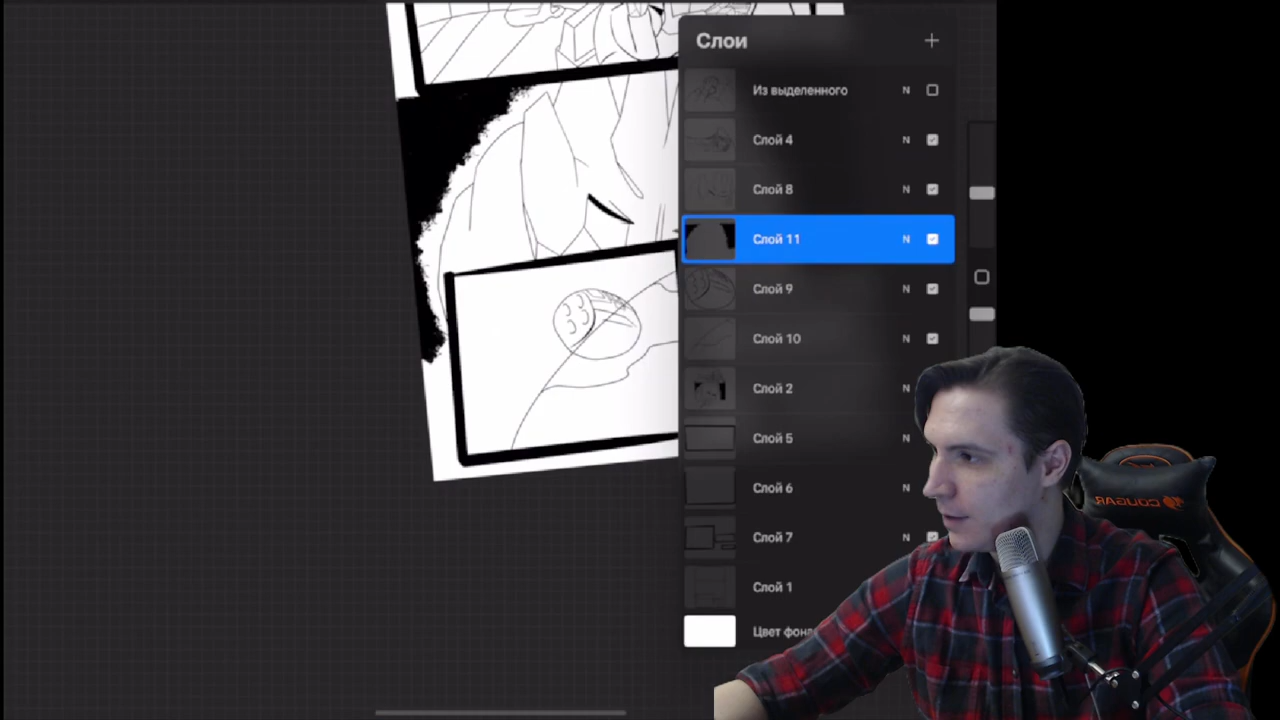 Слои
Из выделенного N
Слой 4 N
Слой 8 N
Слой 11 N
Слой 9 N
Слой 10 N
Слой 2 N
Слой 5 N
Слой 6 N
Слой 7 N
Слой 1
Цвет фона
COUGAR